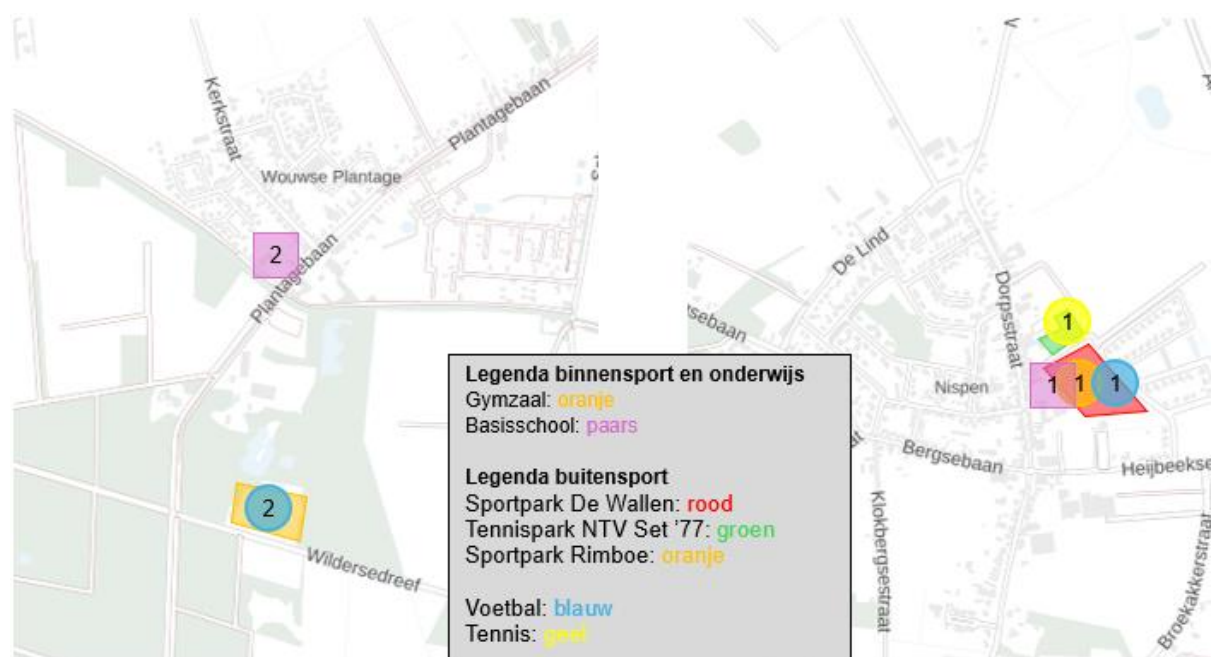 Kerkstraat
Plantagebaan
Wouwse Plantage
2
Plantagebaan
2
Wildersedreef
De Lind
Dorpsstraat
1
Nispen
1
1
1
Bergsebaan
Heijbeekse
Klokbergsestraat
Broekakkerstraat
Legenda binnensport en onderwijs
Gymzaal: oranje
Basisschool: paars
Legenda buitensport
Sportpark De Wallen: rood
Tennispark NTV Set '77: groen
Sportpark Rimboe: oranje
Voetbal: blauw
Tennis: geel